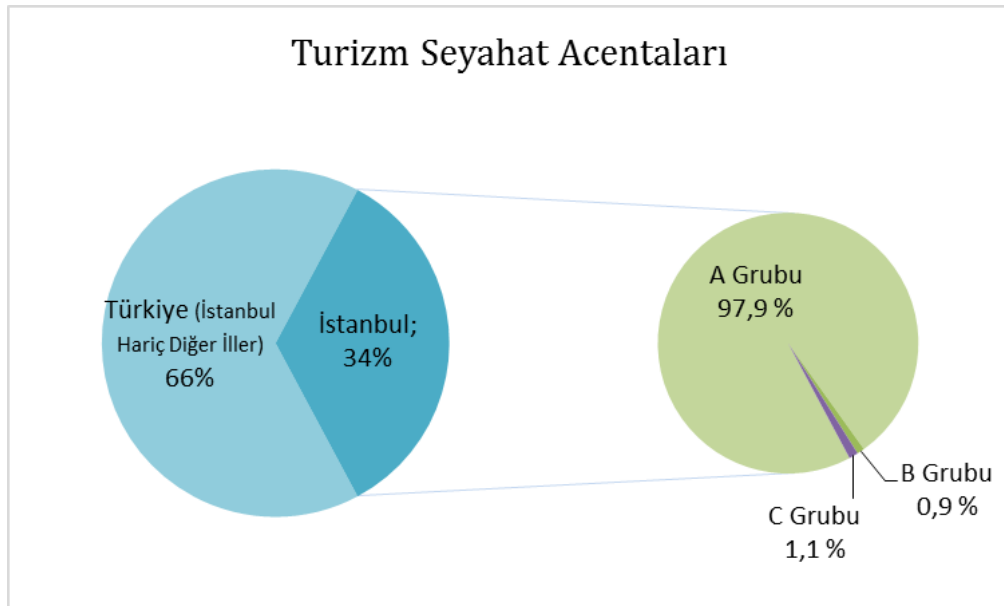 Turizm Seyahat Acentaları
Türkiye (İstanbul
Hariç Diğer İller)
66%
İstanbul;
34%
A Grubu
97,9 %
B Grubu
0,9 %
C Grubu
1,1 %